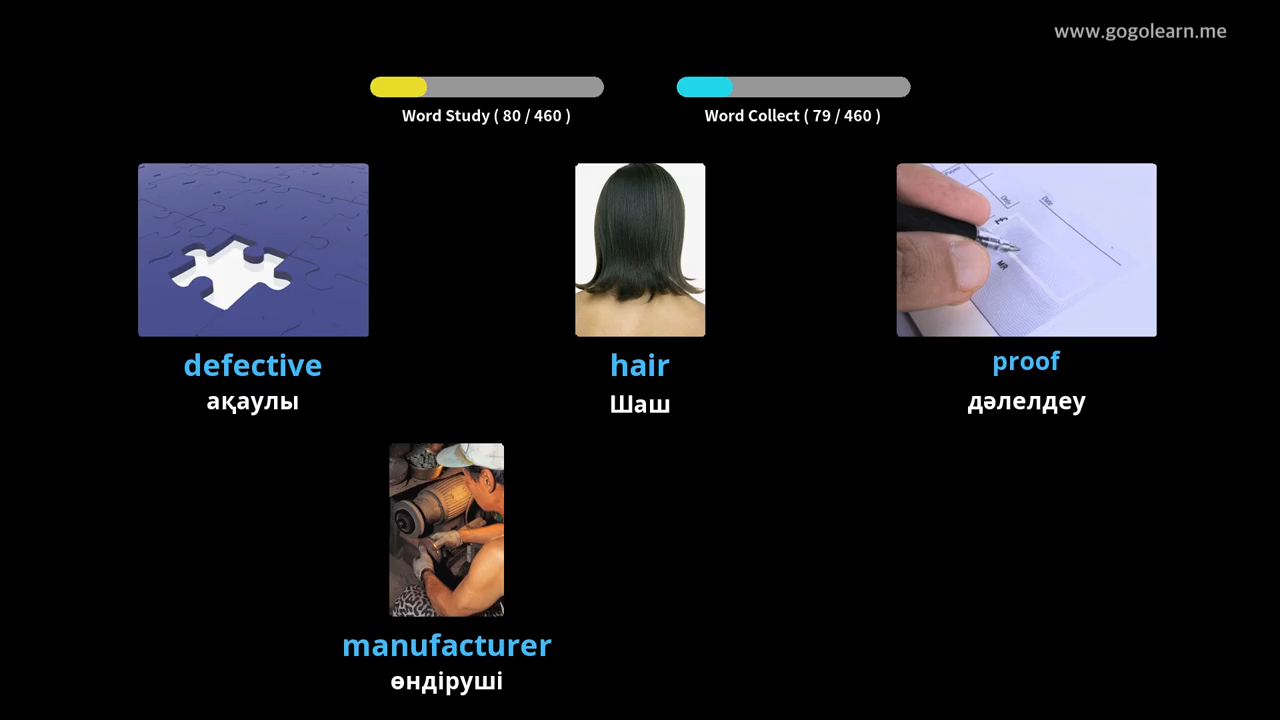 www.gogolearn.me
Word Study ( 80 / 460 )
Word Collect ( 79 / 460 )
defective
ақаулы
hair
Шаш
proof
дәлелдеу
manufacturer
өндіруші